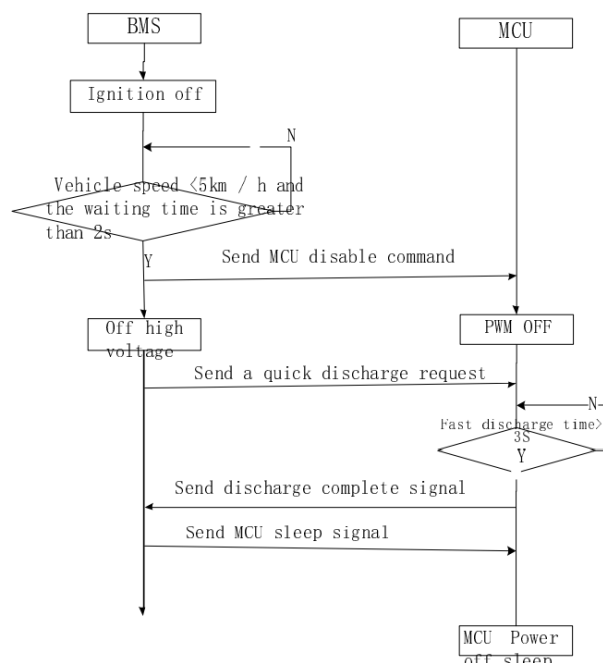 BMS
MCU
Ignition off
N
Vehicle speed <5km / h and
the waiting time is greater
than 2s
Y
Send MCU disable command
Off high
voltage
PWM OFF
Send a quick discharge request
N
Fast discharge time>
3S
Y
Send discharge complete signal
Send MCU sleep signal
MCU Power
off sleep